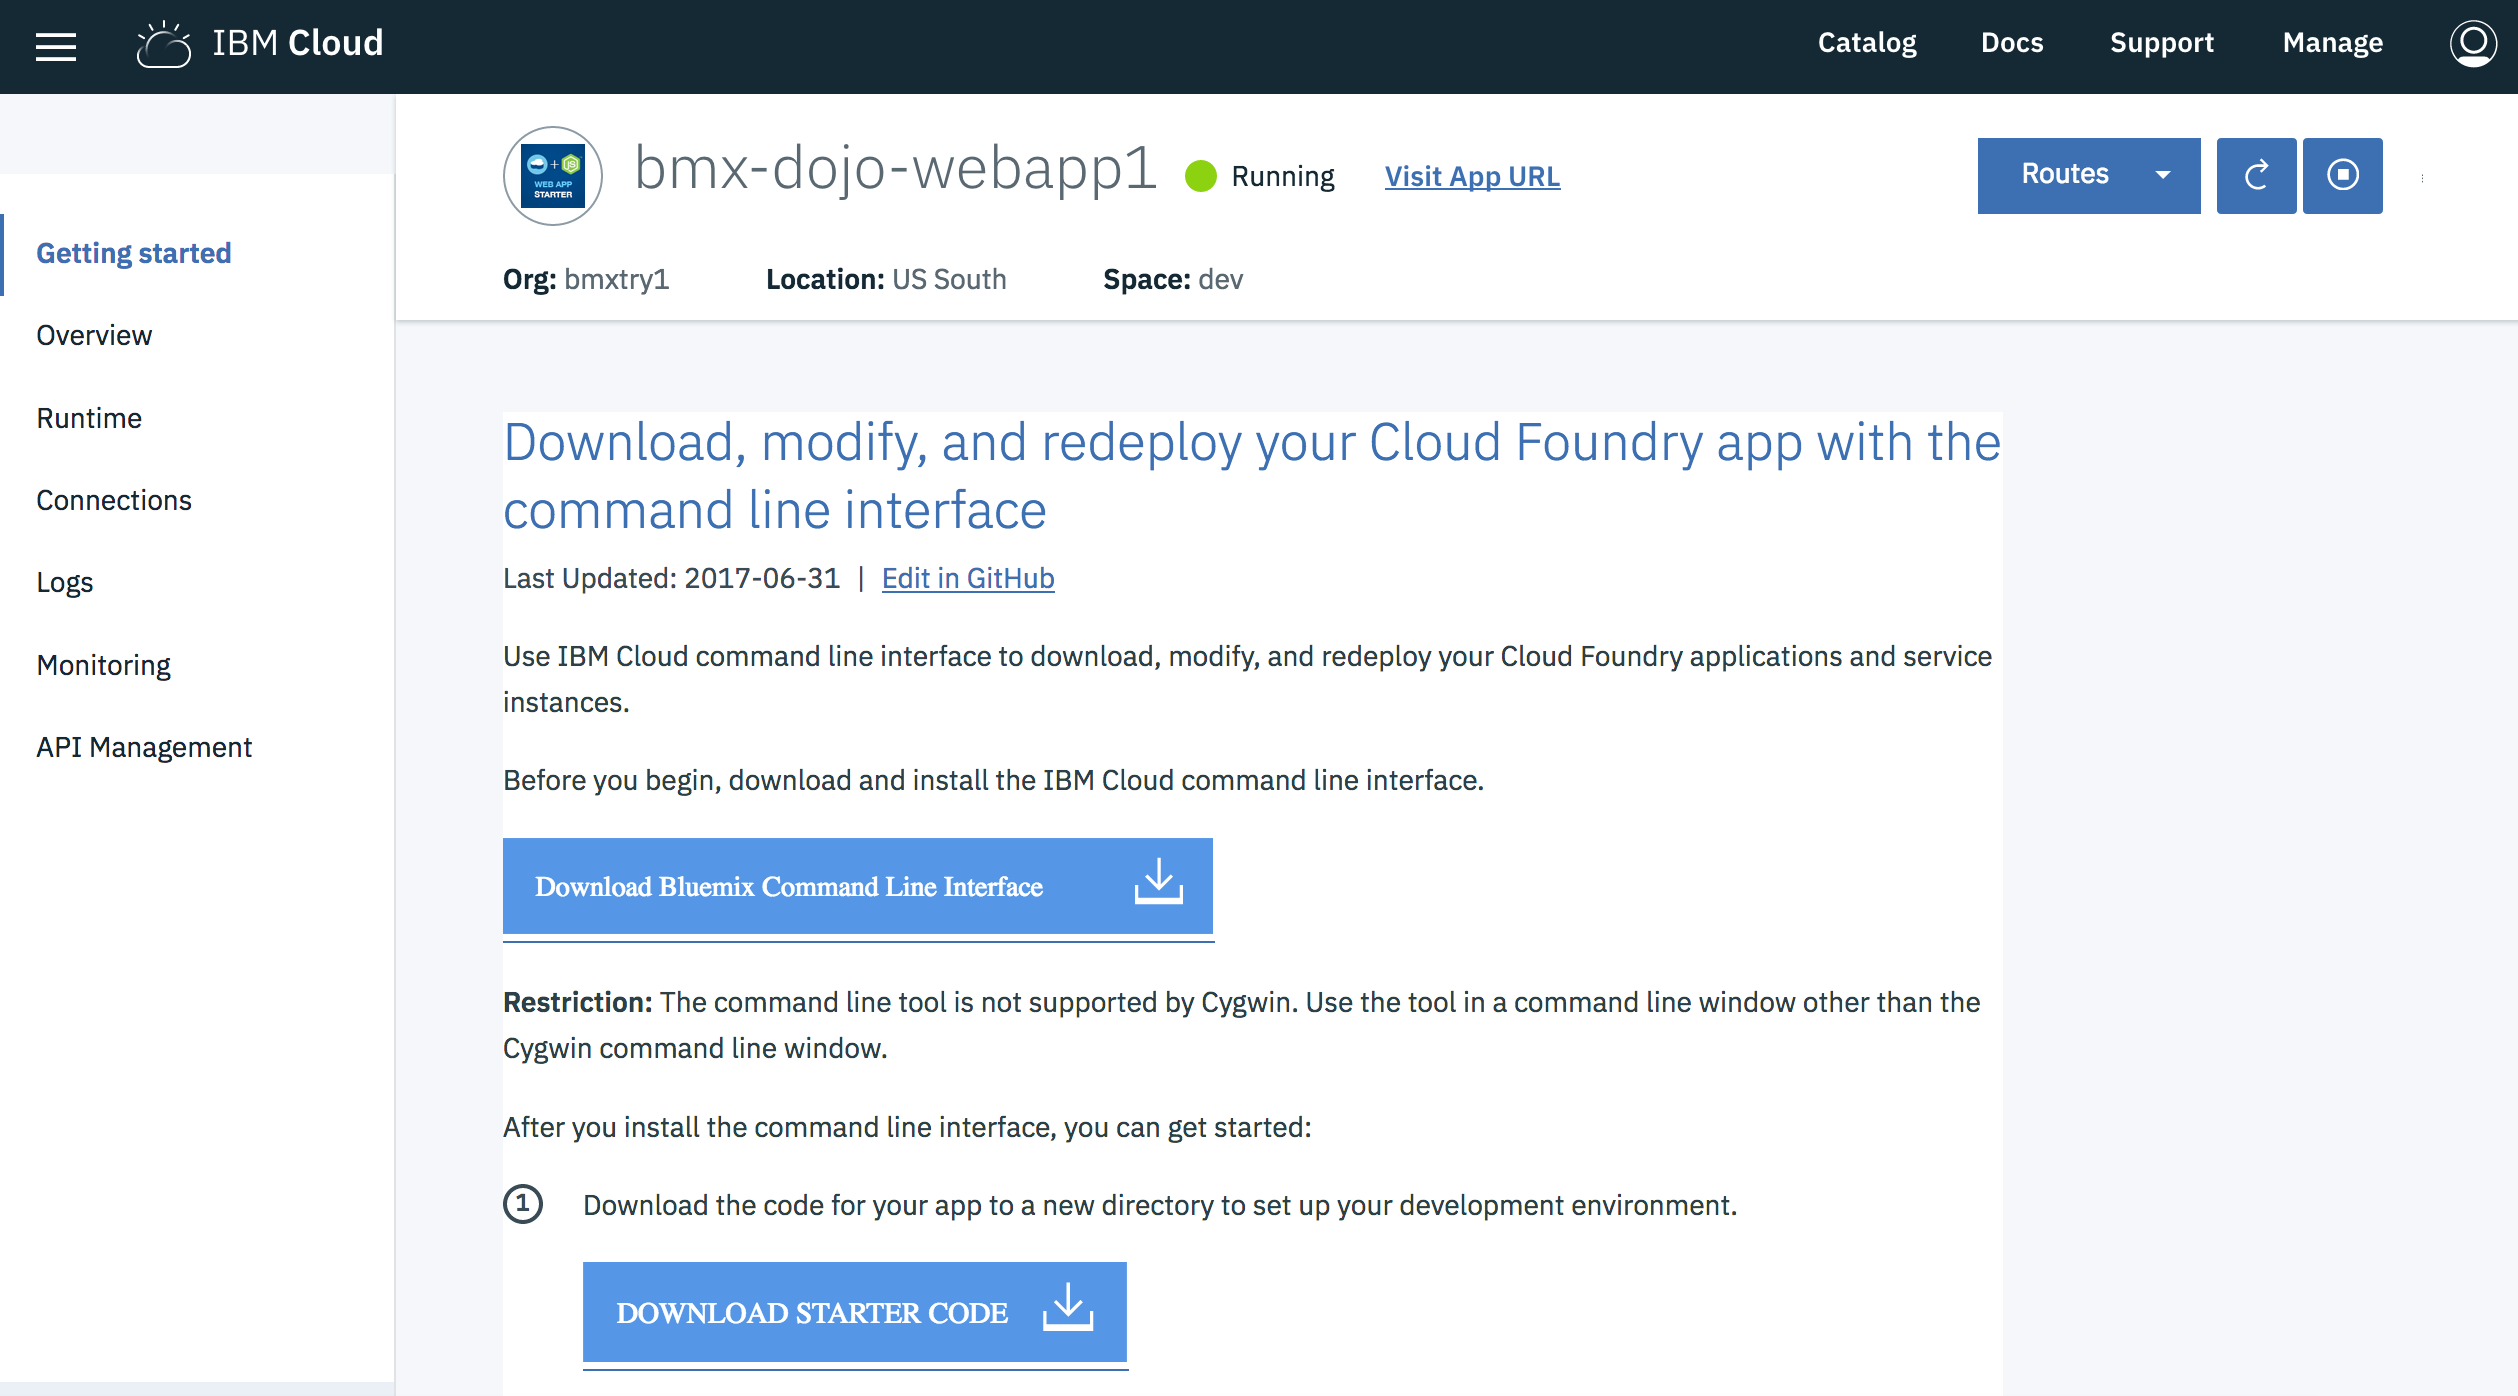 IBM Cloud
Catalog Docs Support Manage
Getting started
Overview
Runtime
Connections
Logs
Monitoring
API Management
JS
WEB APP
STARTER
bmx-dojo-webapp1
Running
Visit App URL
Routes
Org: bmxtry1 Location: US South Space: dev
Download, modify, and redeploy your Cloud Foundry app with the
command line interface
Last Updated: 2017-06-31 | Edit in GitHub
Use IBM Cloud command line interface to download, modify, and redeploy your Cloud Foundry applications and service
instances.
Before you begin, download and install the IBM Cloud command line interface.
Download Bluemix Command Line Interface
Restriction: The command line tool is not supported by Cygwin. Use the tool in a command line window other than the
Cygwin command line window.
After you install the command line interface, you can get started:
1 Download the code for your app to a new directory to set up your development environment.
DOWNLOAD STARTER CODE